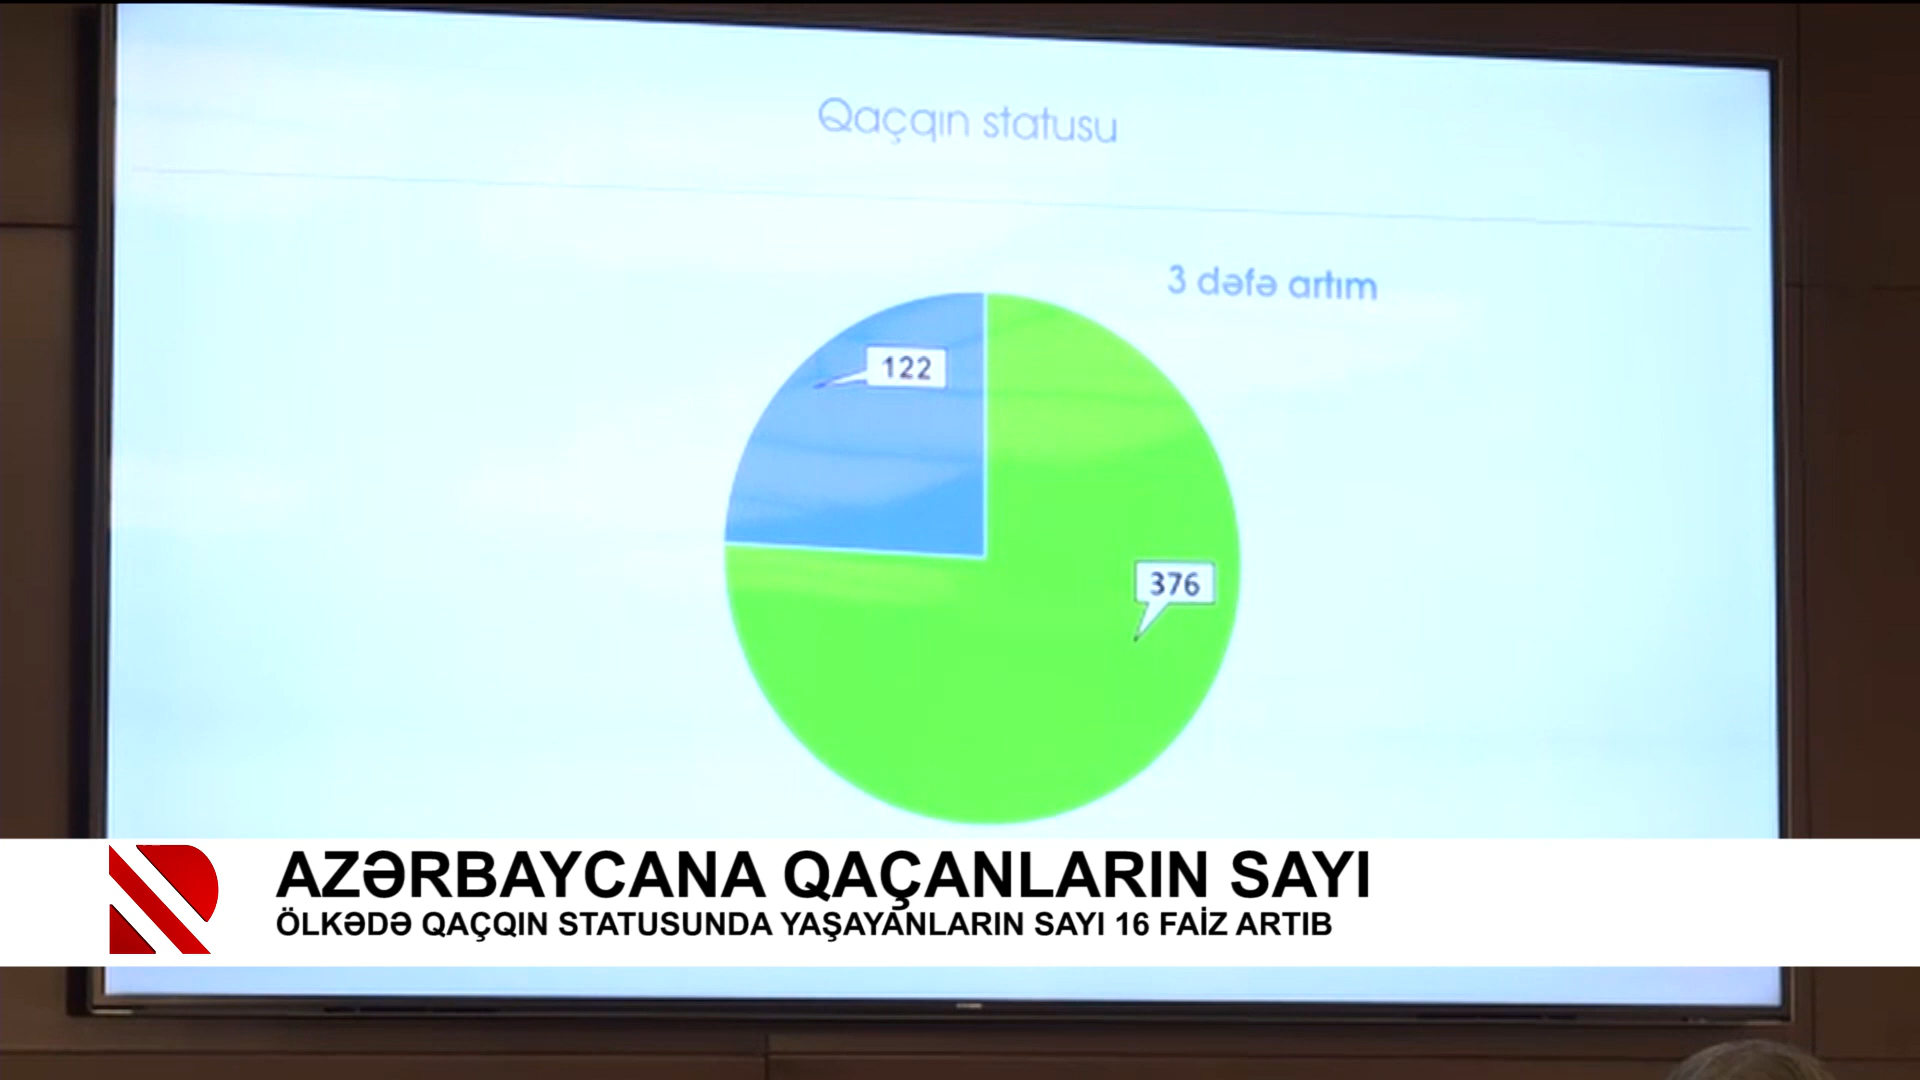 Qaçqın statusu
3 dəfə artım
122
376
AZƏRBAYCANA QAÇANLARIN SAYI
ÖLKƏDƏ QAÇQIN STATUSUNDA YAŞAYANLARIN SAYI 16 FAİZ ARTIB